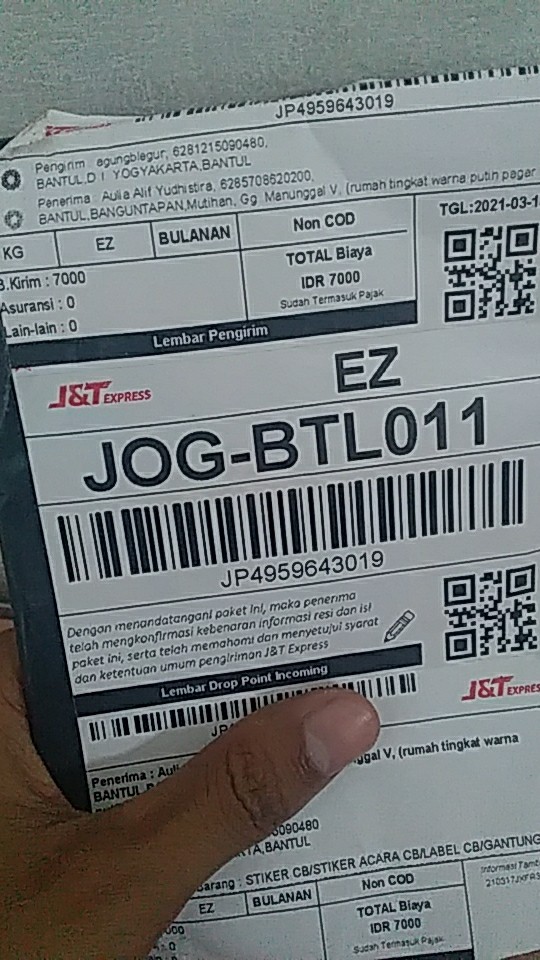 JP4959643019
Pengirim : agungblegur, 6281215090480,
BANTUL,D.I. YOGYAKARTA,BANTUL
Penerima : Aulia Alif Yudhistira, 6285708620200,
BANTUL,BANGUNTAPAN,Mutihan, Gg. Manunggal V, (rumah tingkat warna putin pagar
KG
EZ
BULANAN
Non COD
TGL:2021-03-1
B.Kirim : 7000
Asuransi : 0
Lain-lain : 0
TOTAL Biaya
IDR 7000
Sudah Termasuk Pajak
Lembar Pengirim
J&T EXPRESS
EZ
JOG-BTL011
JP4959643019
Dengan menandatangani paket ini, maka penerima
telah mengkonfirmasi kebenaran informasi resi dan isi
paket ini, serta telah memahami dan menyetujui syarat
dan ketentuan umum pengiriman J&T Express
Lembar Drop Point Incoming
J&T EXPRESS
Penerima : Auli
BANTUL
ggal V, (rumah tingkat warna
090480
TA,BANTUL
arang : STIKER CB/STIKER ACARA CB/LABEL CB/GANTUNG
EZ
BULANAN
Non COD
TOTAL Biaya
IDR 7000
Sudah Termasuk Pajak